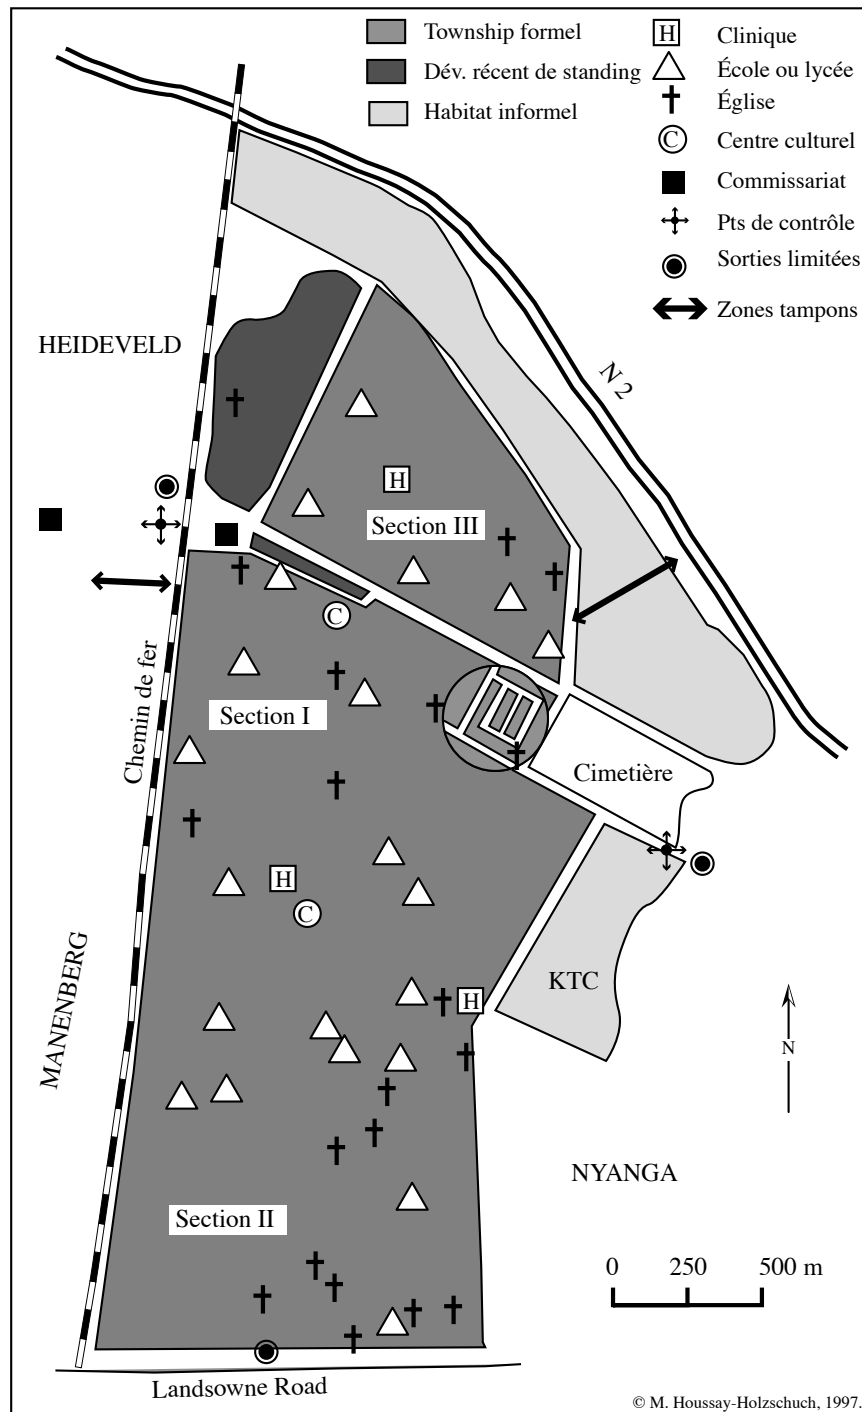 Township formel
Dév. récent de standing
Habitat informel
H Clinique
École ou lycée
Église
C Centre culturel
Commissariat
Pts de contrôle
Sorties limitées
Zones tampons
HEIDEVELD
N 2
H
Section III
C
Chemin de fer
Section I
Cimetière
H
C
KTC
H
MANENBERG
N
NYANGA
Section II
0 250 500 m
Landsowne Road
© M. Houssay-Holzschuch, 1997.